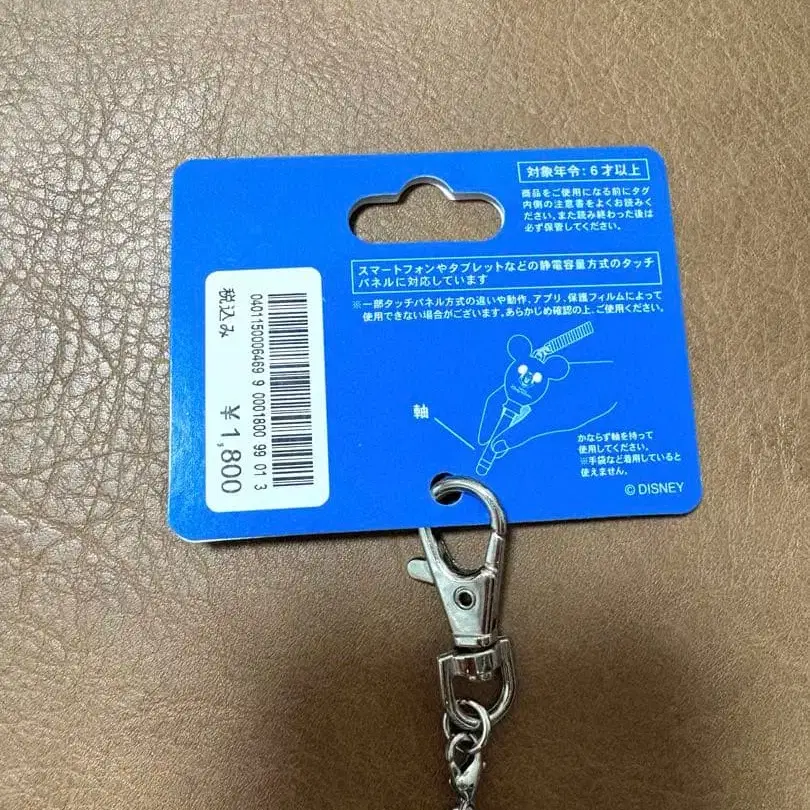 対象年令:6才以上
商品をご使用になる前にタグ
内側の注意書をよくお読みく
ださい。また読み終わった後は
必ず保管してください。
スマートフォンやタブレットなどの静電容量方式のタッチ
パネルに対応しています
※一部タッチパネル方式の違いや動作、アプリ、保護フィルムによって
使用できない場合がございます。あらかじめ確認の上、ご使用ください。
軸
かならず軸を持って
使用してください。
※手袋など着用していると
使えません。
© DISNEY
税込み
¥1,800
0401150006469 9 0001800 99 01 3